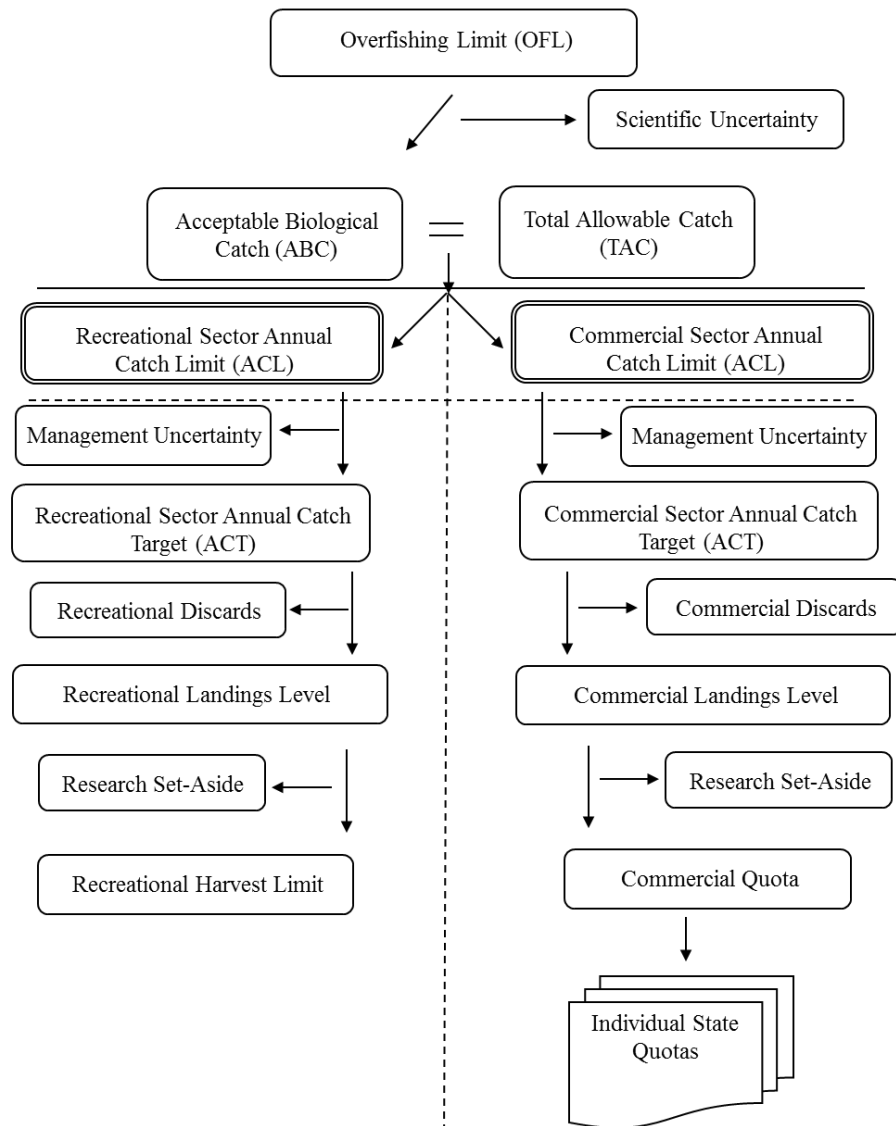 Overfishing Limit (OFL)
Scientific Uncertainty
Acceptable Biological
Catch (ABC)
Total Allowable Catch
(TAC)
Recreational Sector Annual
Catch Limit (ACL)
Commercial Sector Annual
Catch Limit (ACL)
Management Uncertainty
Management Uncertainty
Recreational Sector Annual Catch
Target (ACT)
Commercial Sector Annual Catch
Target (ACT)
Recreational Discards
Commercial Discards
Recreational Landings Level
Commercial Landings Level
Research Set-Aside
Research Set-Aside
Recreational Harvest Limit
Commercial Quota
Individual State
Quotas